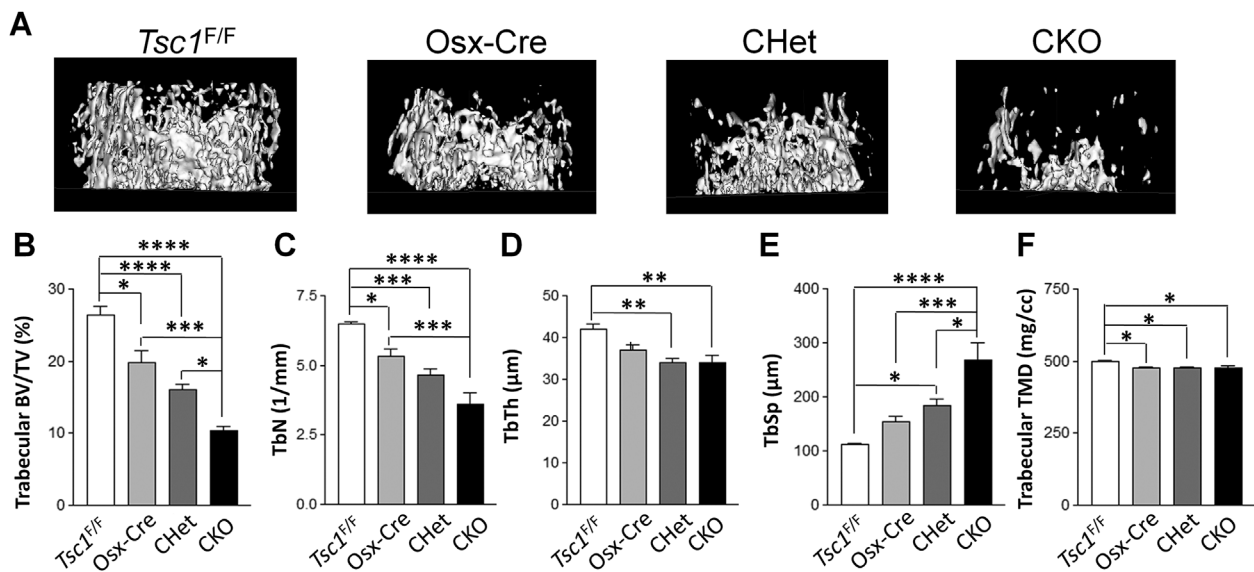 A
Tsc1F/F Osx-Cre CHet CKO
B C D E F
**** **** * *** *
**** *** * ***
** **
**** *** * *
* * *
Trabecular BV/TV (%)
30
20
10
0
Tsc1F/F Osx-Cre CHet CKO
TbN (1/mm)
7.5
5.0
2.5
0.0
Tsc1F/F Osx-Cre CHet CKO
TbTh (μm)
50
40
30
20
10
0
Tsc1F/F Osx-Cre CHet CKO
TbSp (μm)
400
300
200
100
0
Tsc1F/F Osx-Cre CHet CKO
Trabecular TMD (mg/cc)
750
500
250
0
Tsc1F/F Osx-Cre CHet CKO